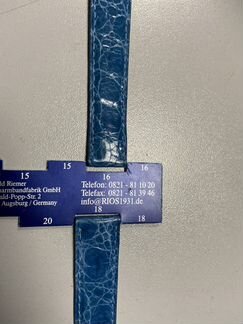 15
16
15
16
ld Riemer
armbandfabrik GmbH
ald-Popp-Str. 2
Augsburg / Germany
Telefon: 0821 - 81 10 20
Telefax: 0821 - 81 39 46
info@RIOS1931.de
18
20
18